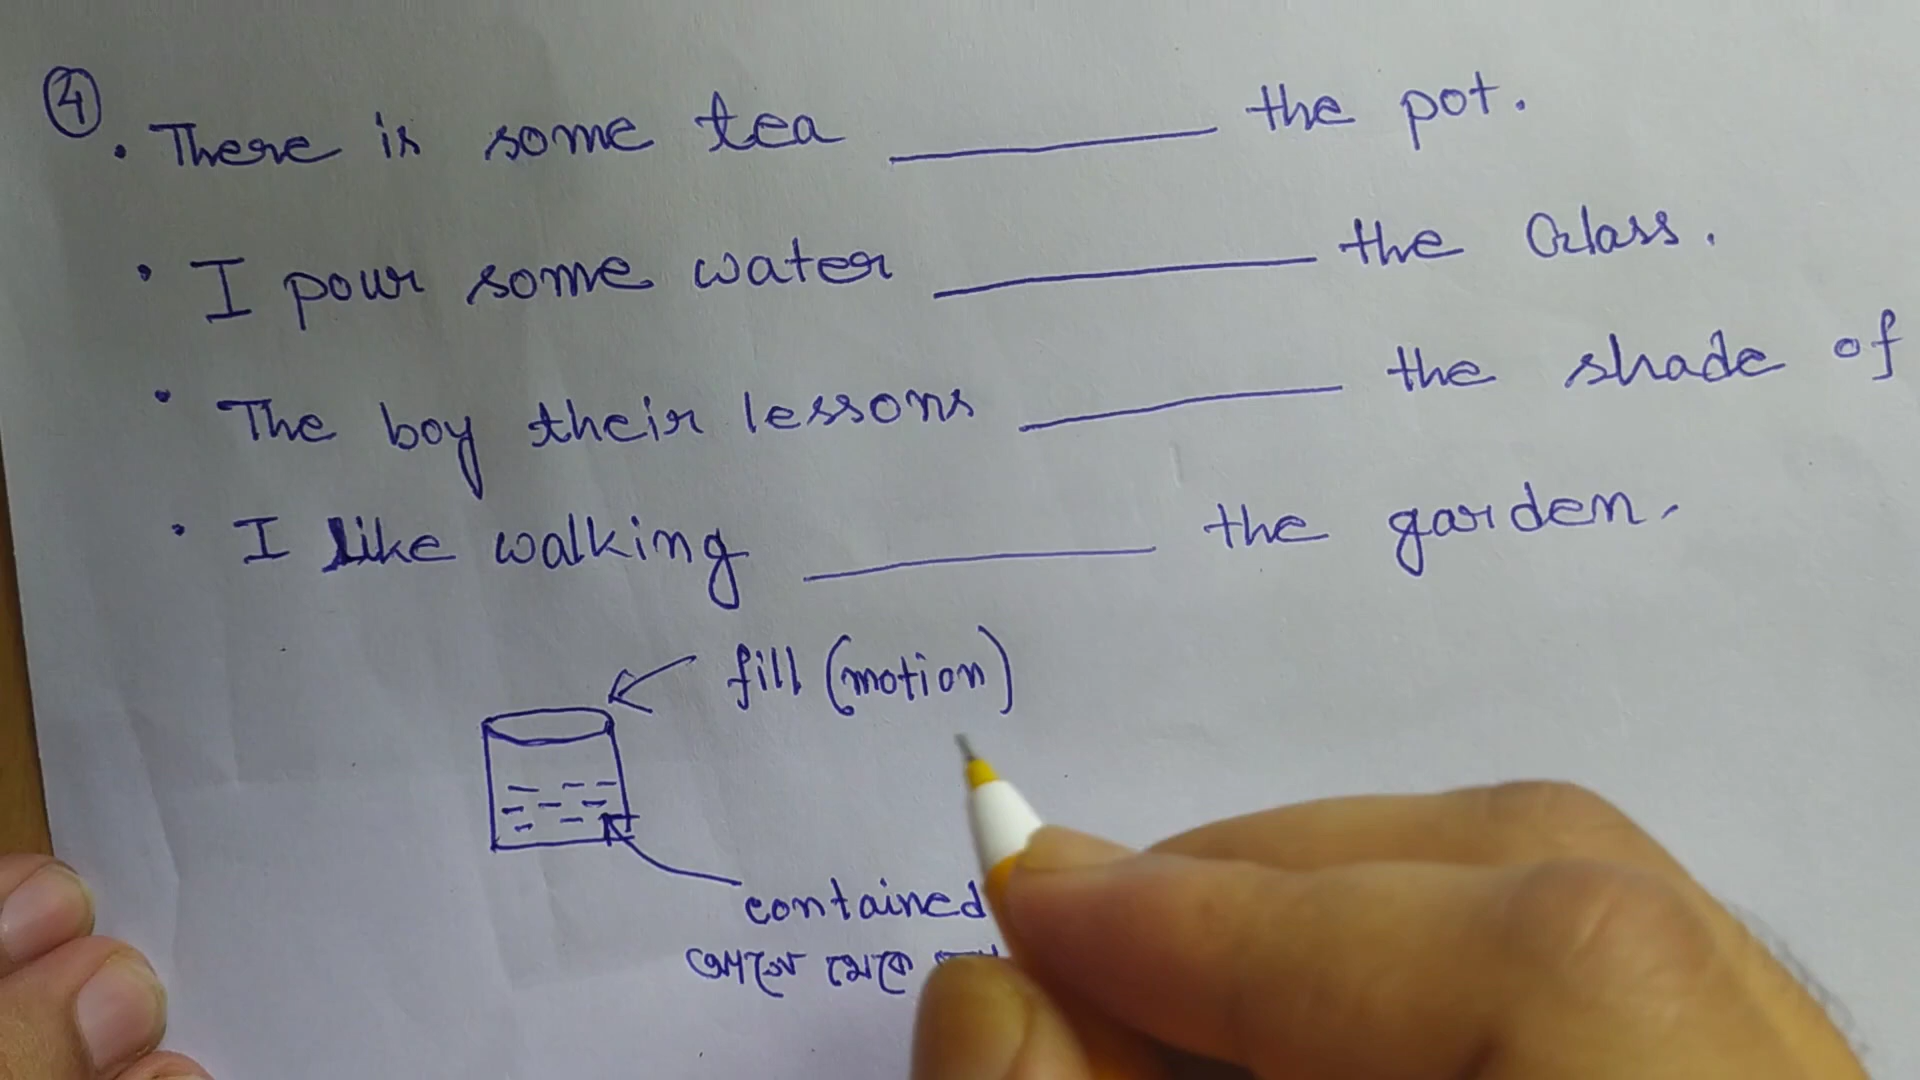 4
. There is some tea ________ the pot.
. I pour some water ________ the Glass.
. The boy their lessons ________ the shade of
. I like walking ________ the garden.
fill (motion)
contained
আগে থেকে